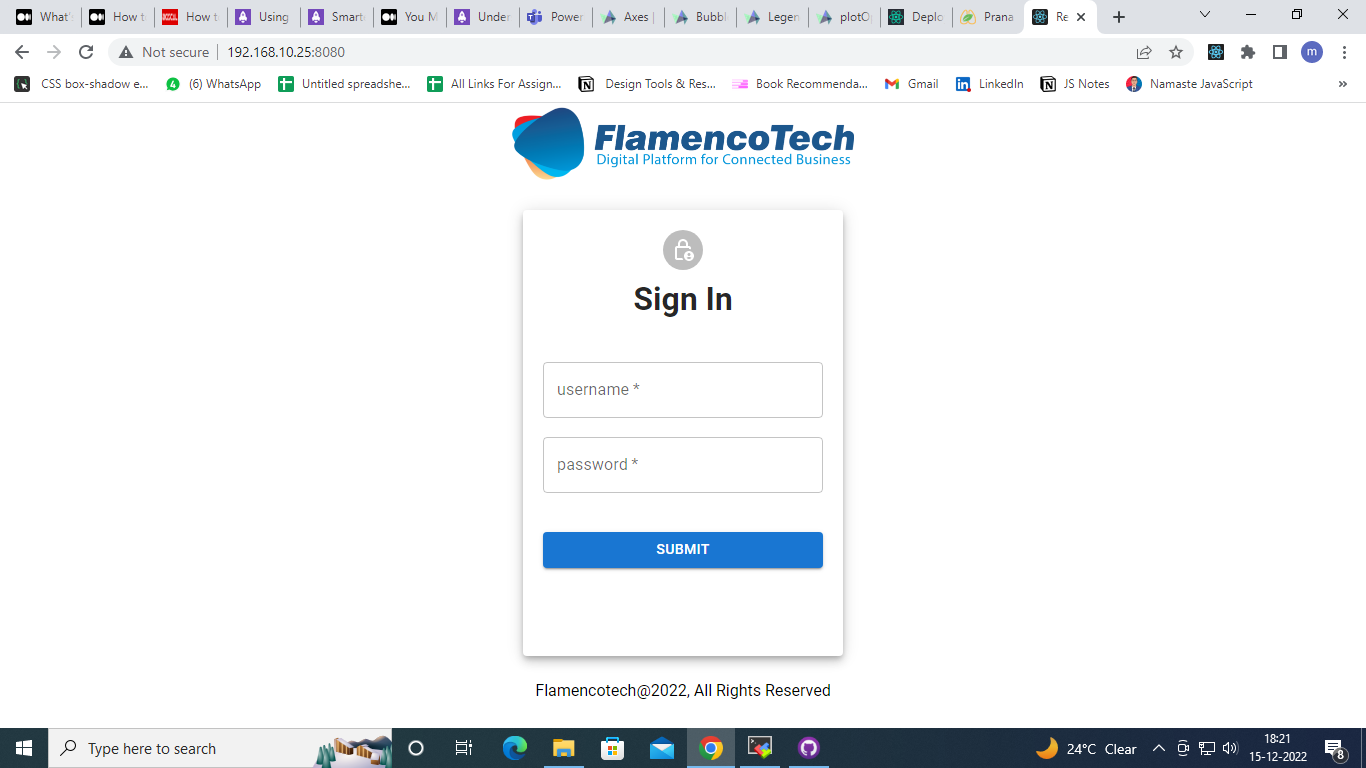 What's
How t
How t
Using
Smart
You M
Under
Power
Axes
Bubbl
Legen
plotO
Deplo
Prana
Re
Not secure
192.168.10.25:8080
m
CSS box-shadow e...
(6) WhatsApp
Untitled spreadshe...
All Links For Assign...
Design Tools & Res...
Book Recommenda...
Gmail
LinkedIn
JS Notes
Namaste JavaScript
»
FlamencoTech
Digital Platform for Connected Business
Sign In
username *
password *
SUBMIT
Flamencotech@2022, All Rights Reserved
Type here to search
24°C Clear
18:21
15-12-2022
8